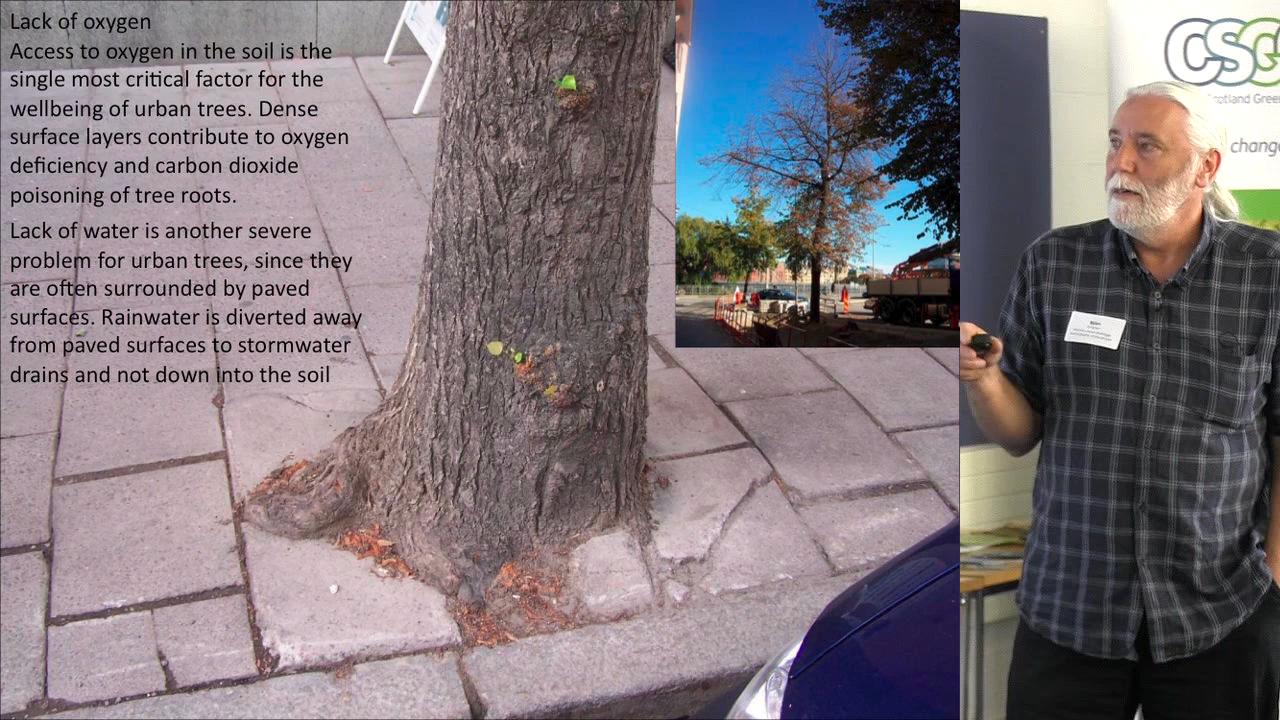 Lack of oxygen
Access to oxygen in the soil is the
single most critical factor for the
wellbeing of urban trees. Dense
surface layers contribute to oxygen
deficiency and carbon dioxide
poisoning of tree roots.
Lack of water is another severe
problem for urban trees, since they
are often surrounded by paved
surfaces. Rainwater is diverted away
from paved surfaces to stormwater
drains and not down into the soil
CSG
Scotland Green
change